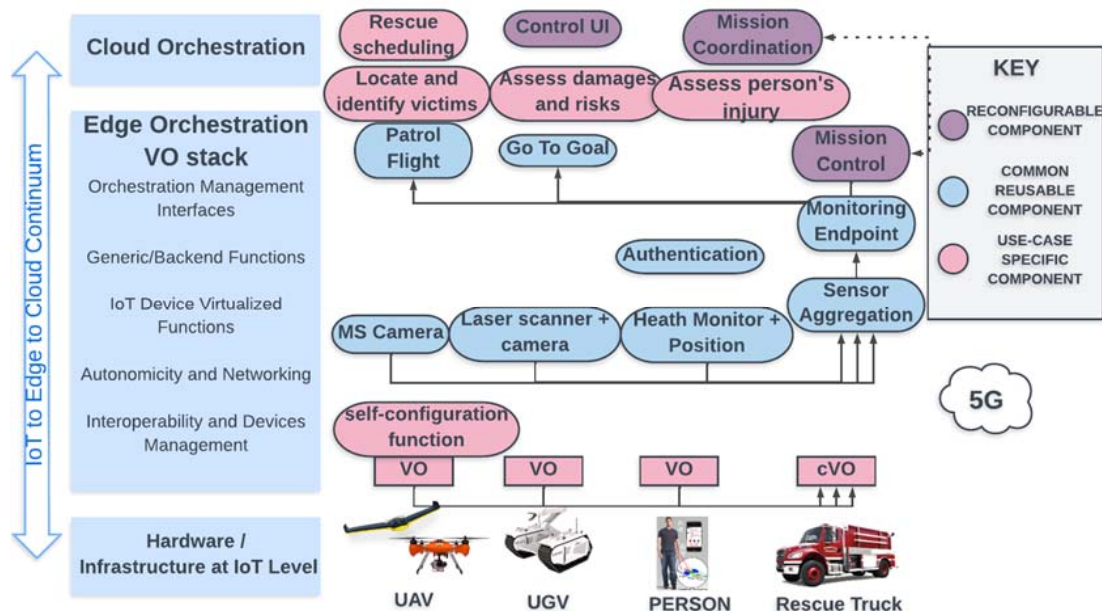 IoT to Edge to Cloud Continuum
Cloud Orchestration
Edge Orchestration
VO stack
Orchestration Management
Interfaces
Generic/Backend Functions
IoT Device Virtualized
Functions
Autonomicity and Networking
Interoperability and Devices
Management
Hardware /
Infrastructure at IoT Level
Rescue
scheduling
Control UI
Mission
Coordination
Locate and
identify victims
Assess damages
and risks
Assess person's
injury
Patrol
Flight
Go To Goal
Mission
Control
Monitoring
Endpoint
Authentication
Sensor
Aggregation
MS Camera
Laser scanner +
camera
Heath Monitor +
Position
self-configuration
function
VO
VO
VO
cVO
UAV
UGV
PERSON
Rescue Truck
KEY
RECONFIGURABLE
COMPONENT
COMMON
REUSABLE
COMPONENT
USE-CASE
SPECIFIC
COMPONENT
5G